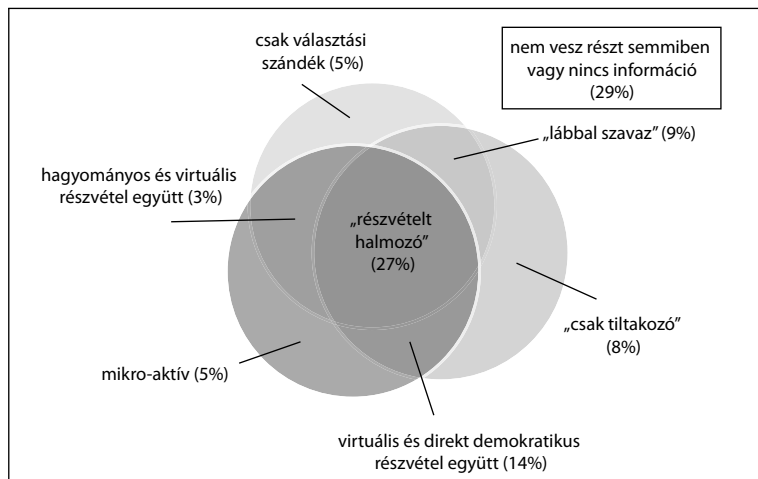 csak választási
szándék (5%)
nem vesz részt semmiben
vagy nincs információ
(29%)
„lábbal szavaz” (9%)
hagyományos és virtuális
részvétel együtt (3%)
„részvételt
halmozó”
(27%)
„csak tiltakozó”
(8%)
mikro-aktív (5%)
virtuális és direkt demokratikus
részvétel együtt (14%)